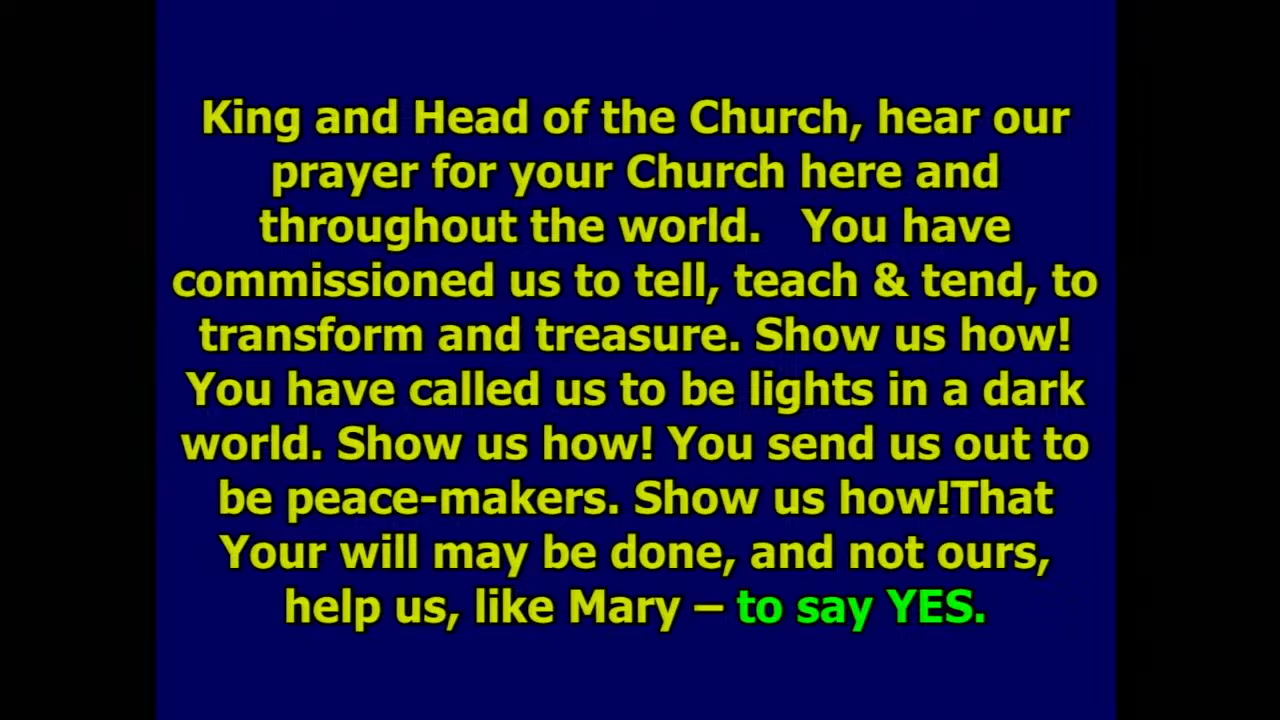 King and Head of the Church, hear our
prayer for your Church here and
throughout the world.   You have
commissioned us to tell, teach & tend, to
transform and treasure. Show us how!
You have called us to be lights in a dark
world. Show us how! You send us out to
be peace-makers. Show us how!That
Your will may be done, and not ours,
help us, like Mary – to say YES.